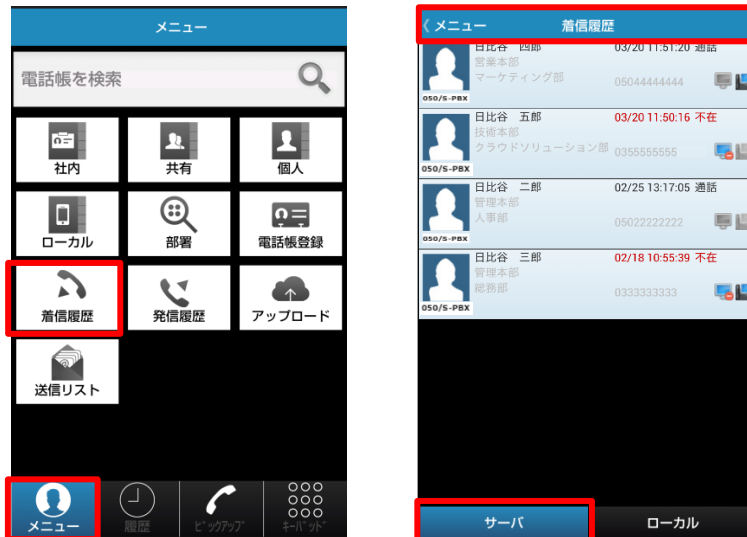 メニュー
電話帳を検索
社内
共有
個人
ローカル
部署
電話帳登録
着信履歴
発信履歴
アップロード
送信リスト
メニュー
履歴
ピックアップ
キーパット
メニュー 着信履歴
日比谷 四郎 03/20 11:51:20 通話
営業本部
マーケティング部 05044444444
050/S-PBX
日比谷 五郎 03/20 11:50:16 不在
技術本部
クラウドソリューション部 0355555555
050/S-PBX
日比谷 二郎 02/25 13:17:05 通話
管理本部
人事部 05022222222
050/S-PBX
日比谷 三郎 02/18 10:55:39 不在
管理本部
総務部 0333333333
050/S-PBX
サーバ
ローカル